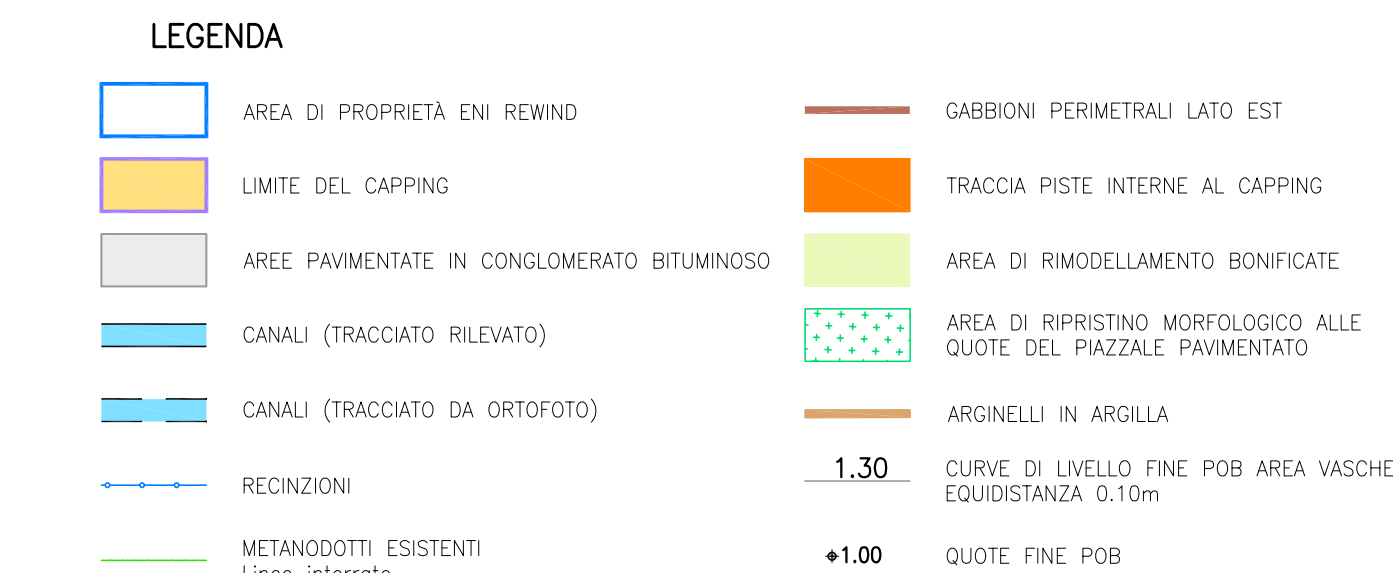 LEGENDA
AREA DI PROPRIETÀ ENI REWIND
LIMITE DEL CAPPING
AREE PAVIMENTATE IN CONGLOMERATO BITUMINOSO
CANALI (TRACCIATO RILEVATO)
CANALI (TRACCIATO DA ORTOFOTO)
RECINZIONI
METANODOTTI ESISTENTI
Linee interrate
GABBIONI PERIMETRALI LATO EST
TRACCIA PISTE INTERNE AL CAPPING
AREA DI RIMODELLAMENTO BONIFICATE
AREA DI RIPRISTINO MORFOLOGICO ALLE
QUOTE DEL PIAZZALE PAVIMENTATO
ARGINELLI IN ARGILLA
1.30
CURVE DI LIVELLO FINE POB AREA VASCHE
EQUIDISTANZA 0.10m
1.00
QUOTE FINE POB